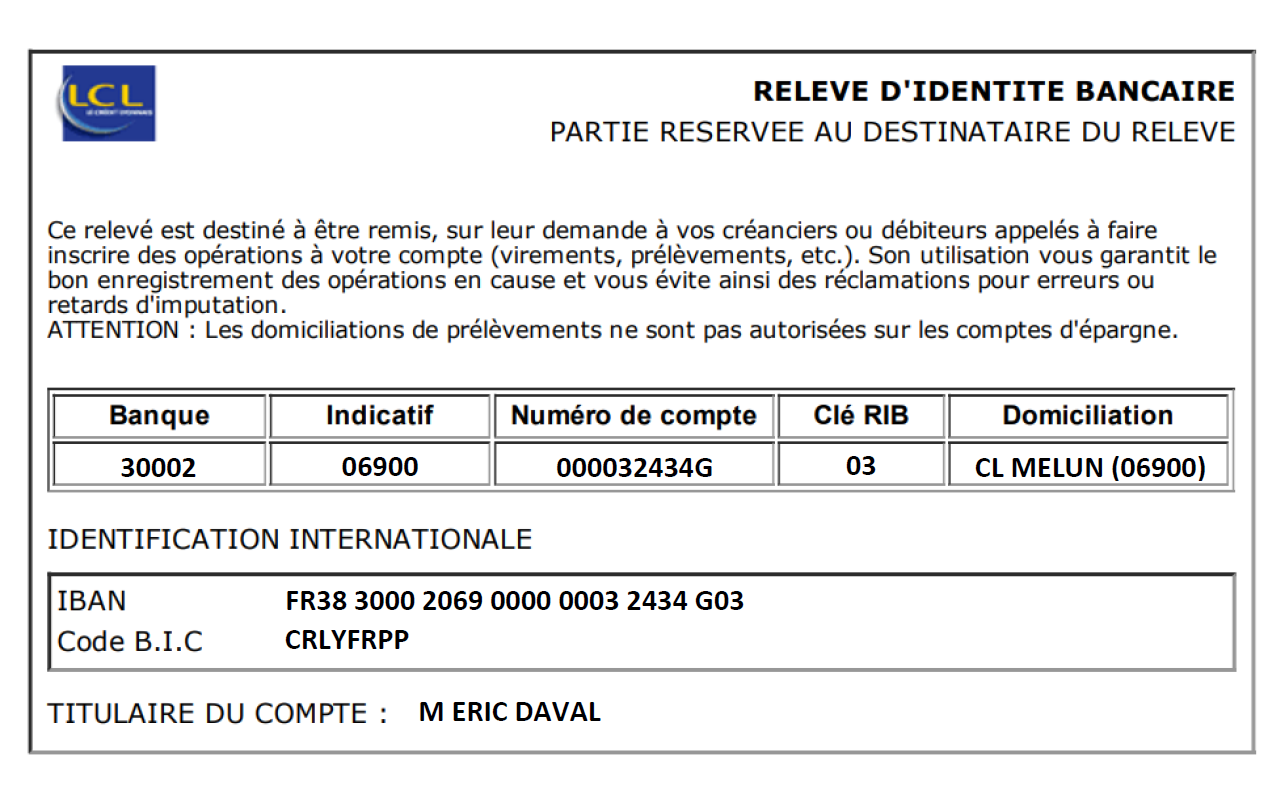 LCL
LE CREDIT LYONNAIS
RELEVE D'IDENTITE BANCAIRE
PARTIE RESERVEE AU DESTINATAIRE DU RELEVE
Ce relevé est destiné à être remis, sur leur demande à vos créanciers ou débiteurs appelés à faire
inscrire des opérations à votre compte (virements, prélèvements, etc.). Son utilisation vous garantit le
bon enregistrement des opérations en cause et vous évite ainsi des réclamations pour erreurs ou
retards d'imputation.
ATTENTION : Les domiciliations de prélèvements ne sont pas autorisées sur les comptes d'épargne.
Banque Indicatif Numéro de compte Clé RIB Domiciliation
30002 06900 000032434G 03 CL MELUN (06900)
IDENTIFICATION INTERNATIONALE
IBAN FR38 3000 2069 0000 0003 2434 G03
Code B.I.C CRLYFRPP
TITULAIRE DU COMPTE : M ERIC DAVAL